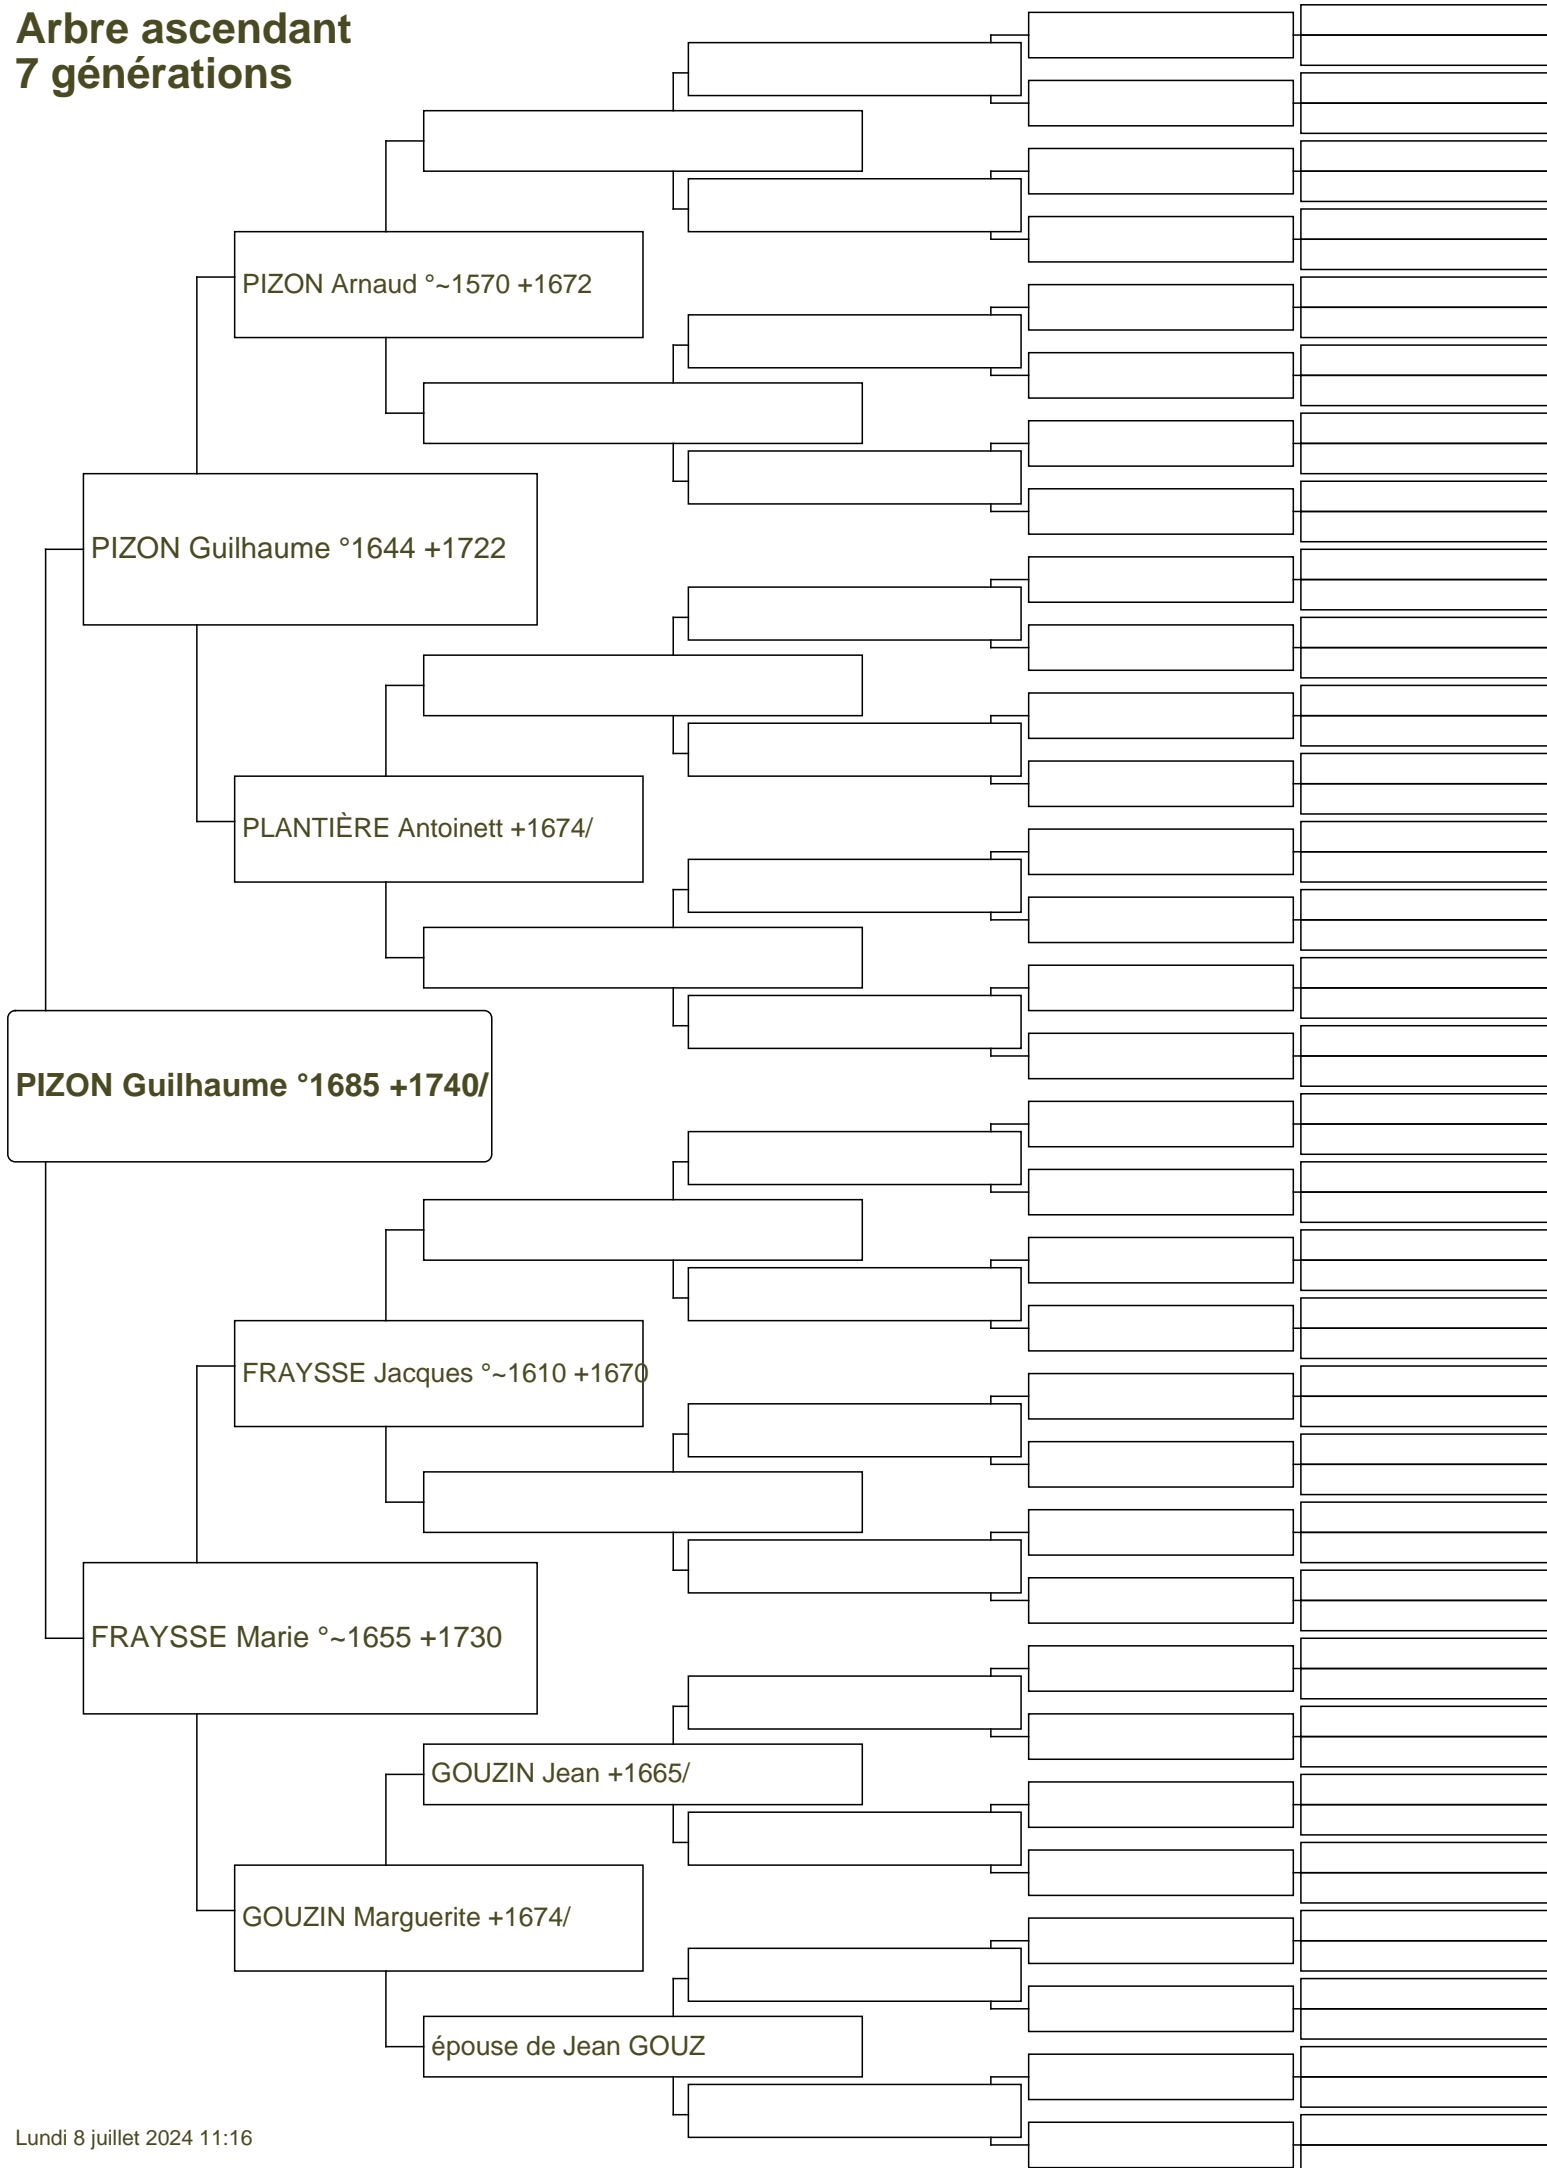 Arbre ascendant
7 générations
PIZON Arnaud °~1570 +1672
PIZON Guilhaume °1644 +1722
PLANTIÈRE Antoinett +1674/
PIZON Guilhaume °1685 +1740/
FRAYSSE Jacques °~1610 +1670
FRAYSSE Marie °~1655 +1730
GOUZIN Jean +1665/
GOUZIN Marguerite +1674/
épouse de Jean GOUZ
Lundi 8 juillet 2024 11:16